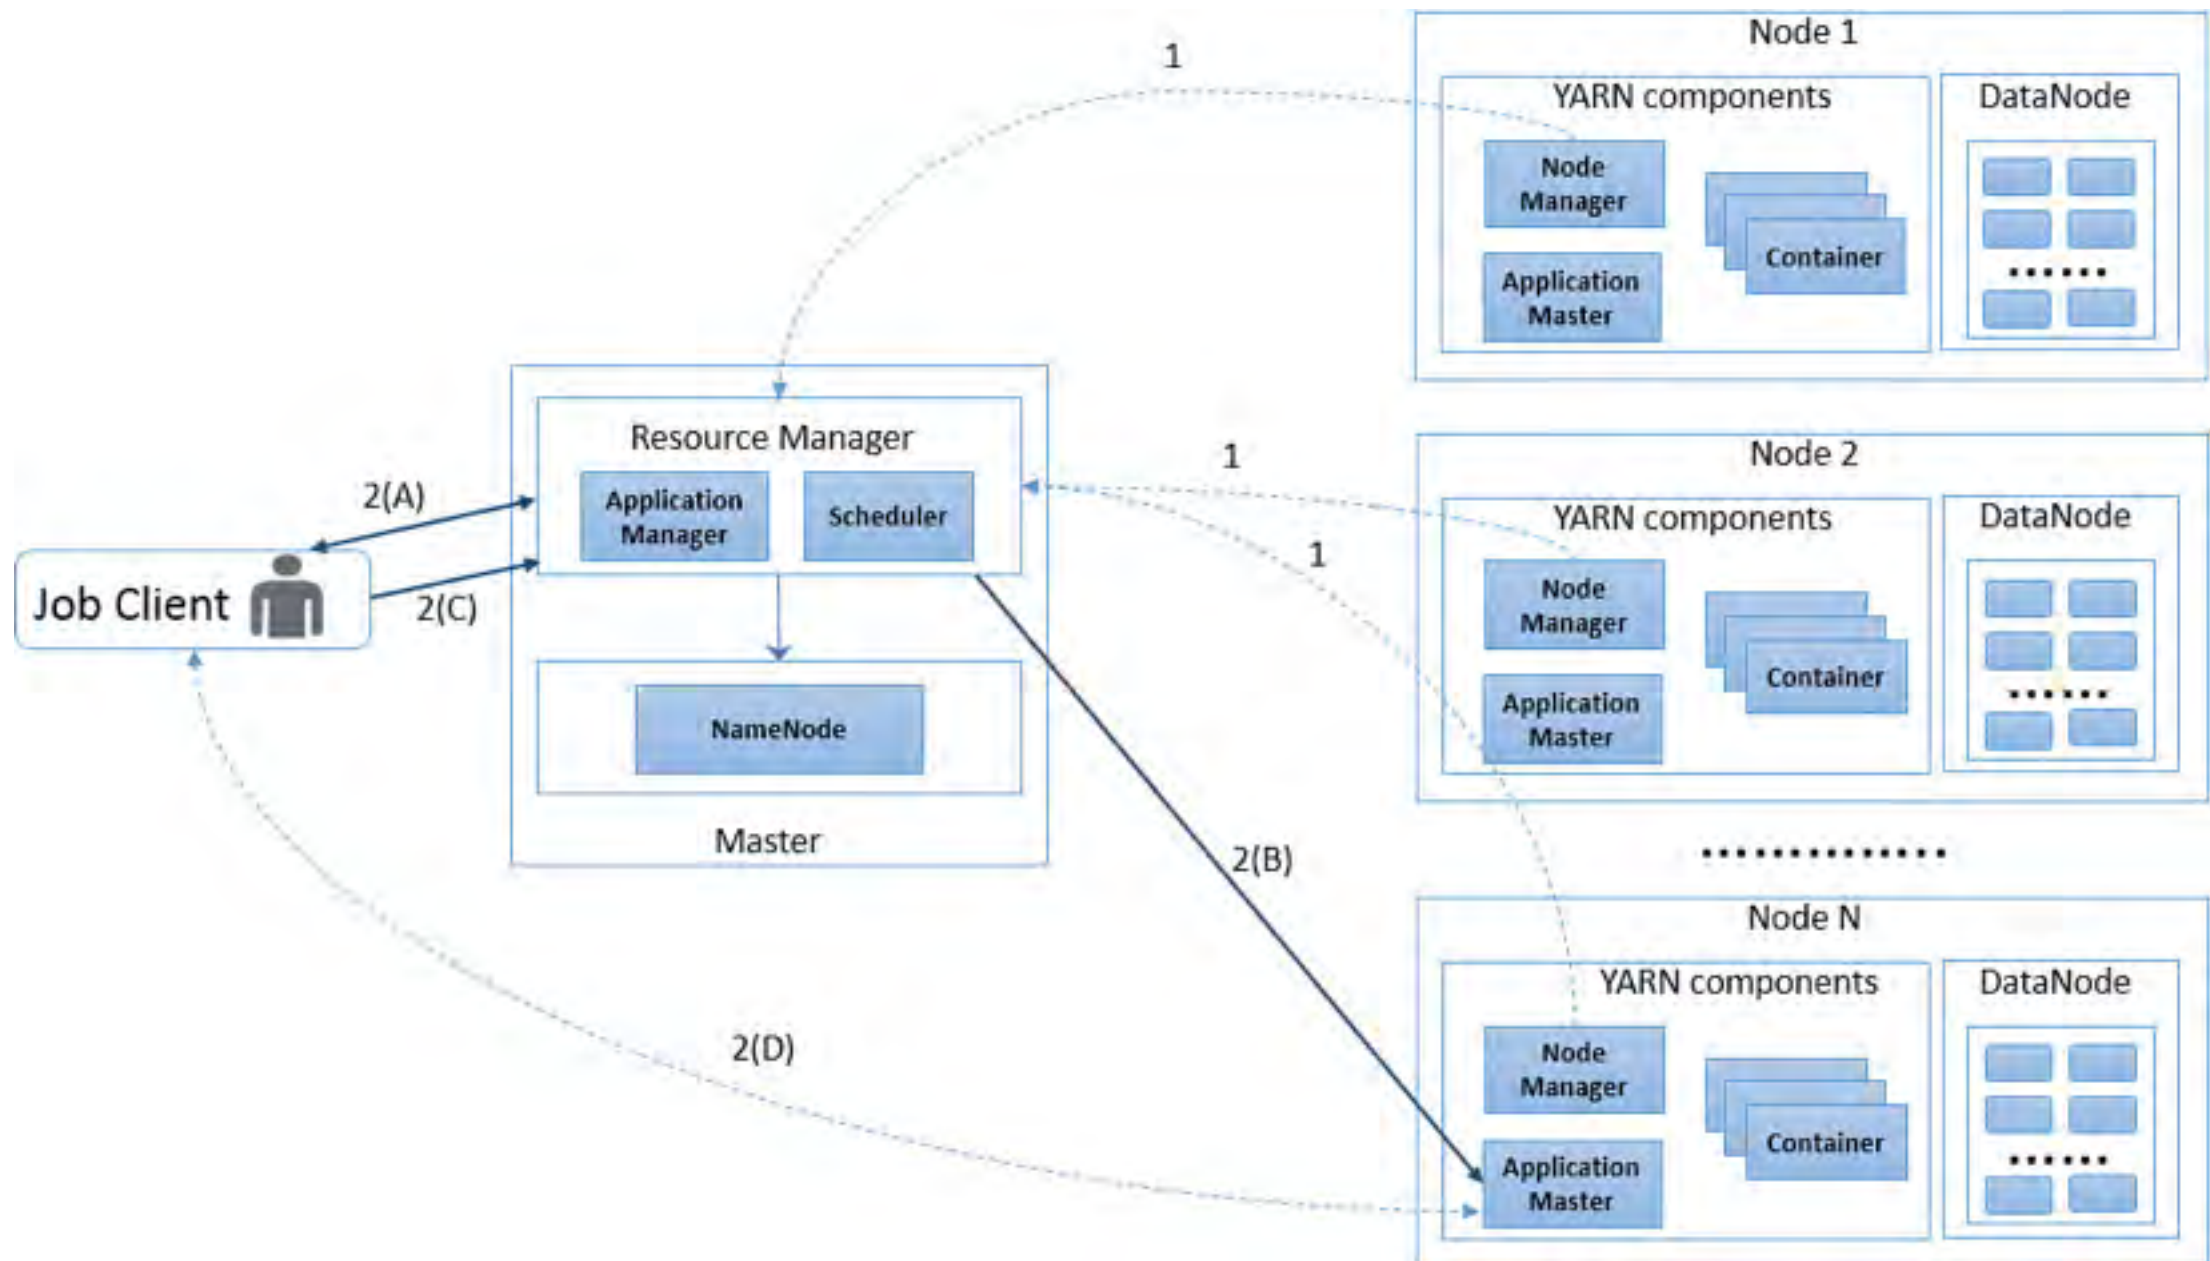 1
Node 1
YARN components
DataNode
Node
Manager
Container
Application
Master
Resource Manager
Application
Manager
Scheduler
2(A)
Job Client
2(C)
NameNode
Master
1
1
Node 2
YARN components
DataNode
Node
Manager
Container
Application
Master
2(B)
2(D)
Node N
YARN components
DataNode
Node
Manager
Container
Application
Master